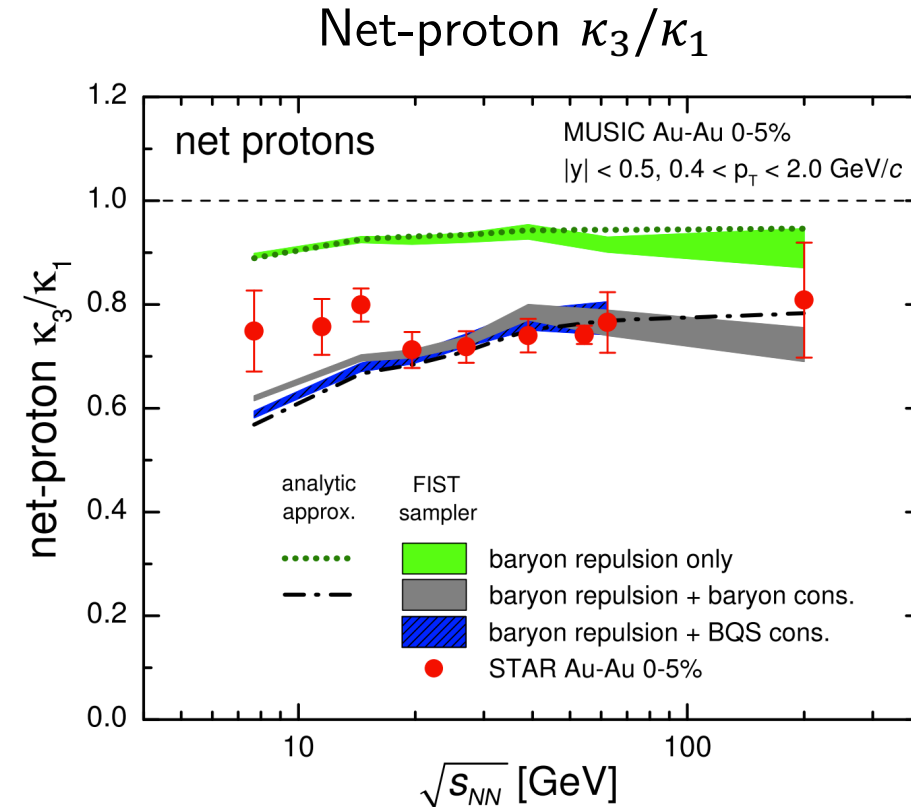 Net-proton κ₃/κ₁
net protons
MUSIC Au-Au 0-5%
|y| < 0.5, 0.4 < p_T < 2.0 GeV/c
net-proton κ₃/κ₁
1.2
1.0
0.8
0.6
0.4
0.2
0.0
analytic approx.
FIST sampler
baryon repulsion only
baryon repulsion + baryon cons.
baryon repulsion + BQS cons.
STAR Au-Au 0-5%
10
100
√s_NN [GeV]